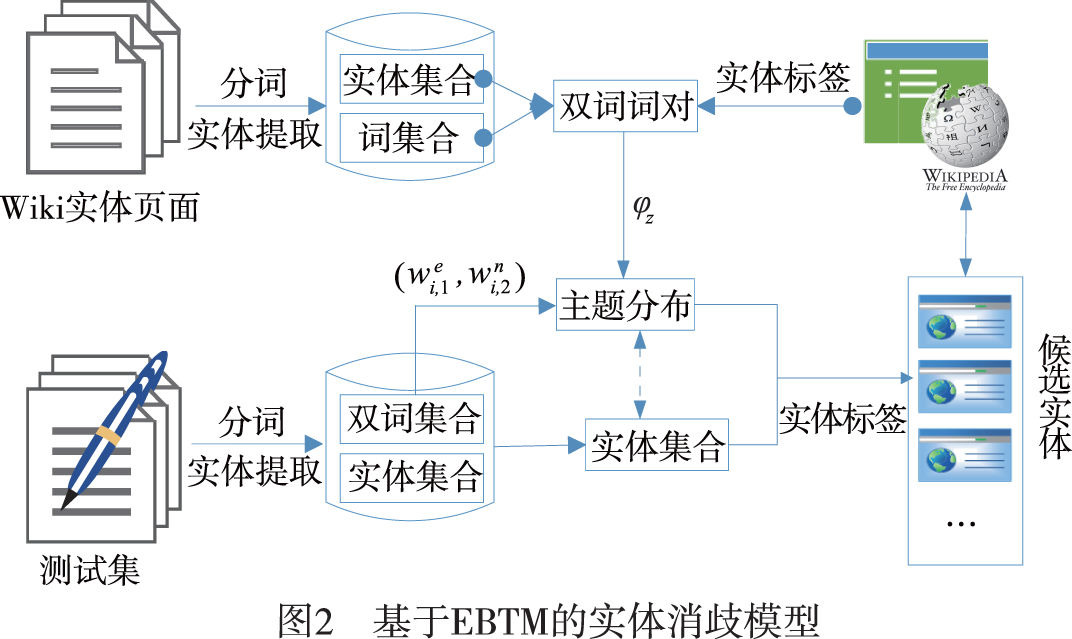 分词
实体提取
实体集合
词集合
双词词对
实体标签
WIKIPEDIA
The Free Encyclopedia
Wiki实体页面
φz
(w^e_{i,1}, w^n_{i,2})
主题分布
分词
实体提取
双词集合
实体集合
实体集合
实体标签
候选实体
...
测试集
图2 基于EBTM的实体消歧模型